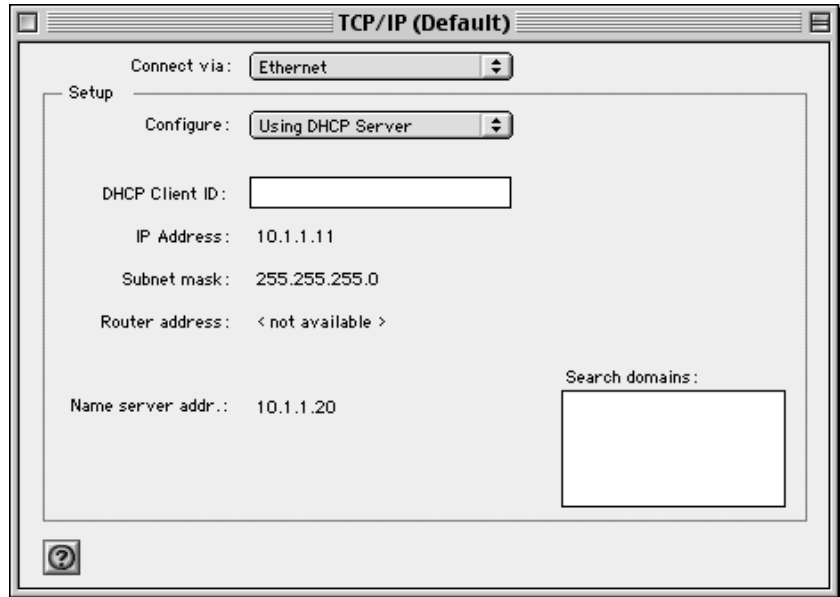 TCP/IP (Default)
Connect via: Ethernet
Setup
Configure: Using DHCP Server
DHCP Client ID:
IP Address: 10.1.1.11
Subnet mask: 255.255.255.0
Router address: < not available >
Search domains:
Name server addr.: 10.1.1.20
?